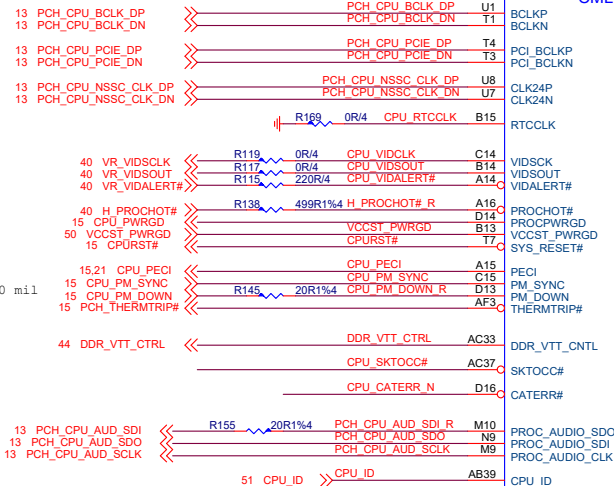 CML
PCH_CPU_BCLK_DP U1
13 PCH_CPU_BCLK_DP BCLKP
PCH_CPU_BCLK_DN T1
13 PCH_CPU_BCLK_DN BCLKN
PCH_CPU_PCIE_DP T4
13 PCH_CPU_PCIE_DP PCI_BCLKP
PCH_CPU_PCIE_DN T3
13 PCH_CPU_PCIE_DN PCI_BCLKN
PCH_CPU_NSSC_CLK_DP U8
13 PCH_CPU_NSSC_CLK_DP CLK24P
PCH_CPU_NSSC_CLK_DN U7
13 PCH_CPU_NSSC_CLK_DN CLK24N
R169 0R/4 CPU_RTCCLK B15
RTCCLK
R119 0R/4 CPU_VIDCLK C14
40 VR_VIDSCLK VIDSCK
R117 0R/4 CPU_VIDSOUT B14
40 VR_VIDSOUT VIDSOUT
R115 220R/4 CPU_VIDALERT# A14
40 VR_VIDALERT# VIDALERT#
R138 499R1%4 H_PROCHOT#_R A16
40 H_PROCHOT# PROCHOT#
D14
15 CPU_PWRGD PROCPWRGD
VCCST_PWRGD B13
50 VCCST_PWRGD VCCST_PWRGD
CPURST# T7
15 CPURST# SYS_RESET#
CPU_PECI A15
15,21 CPU_PECI PECI
CPU_PM_SYNC C15
15 CPU_PM_SYNC PM_SYNC
0 mil
R145 20R1%4 CPU_PM_DOWN_R D13
15 CPU_PM_DOWN PM_DOWN
AF3
15 PCH_THERMTRIP# THERMTRIP#
DDR_VTT_CTRL AC33
44 DDR_VTT_CTRL DDR_VTT_CNTL
CPU_SKTOCC# AC37
SKTOCC#
CPU_CATERR_N D16
CATERR#
R155 20R1%4 PCH_CPU_AUD_SDI_R M10
13 PCH_CPU_AUD_SDI PROC_AUDIO_SDO
PCH_CPU_AUD_SDO N9
13 PCH_CPU_AUD_SDO PROC_AUDIO_SDI
PCH_CPU_AUD_SCLK M9
13 PCH_CPU_AUD_SCLK PROC_AUDIO_CLK
CPU_ID AB39
51 CPU_ID CPU ID